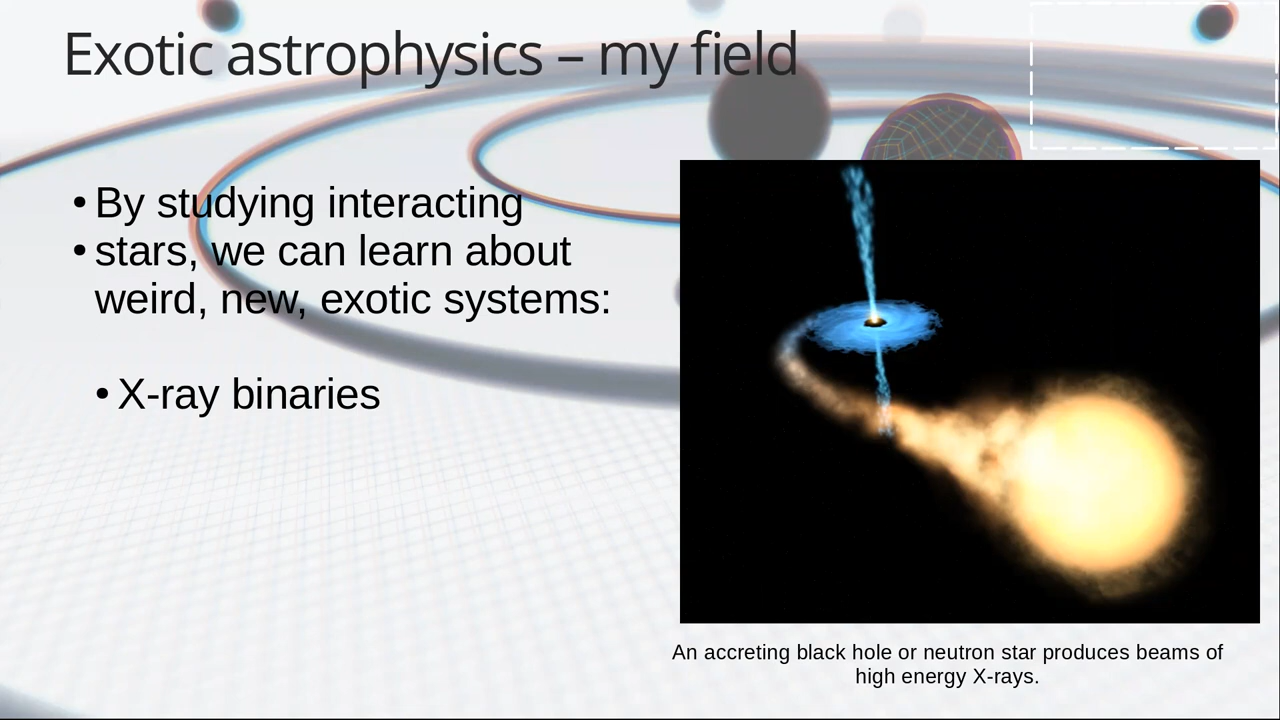 Exotic astrophysics – my field
• By studying interacting
• stars, we can learn about
weird, new, exotic systems:
• X-ray binaries
An accreting black hole or neutron star produces beams of
high energy X-rays.